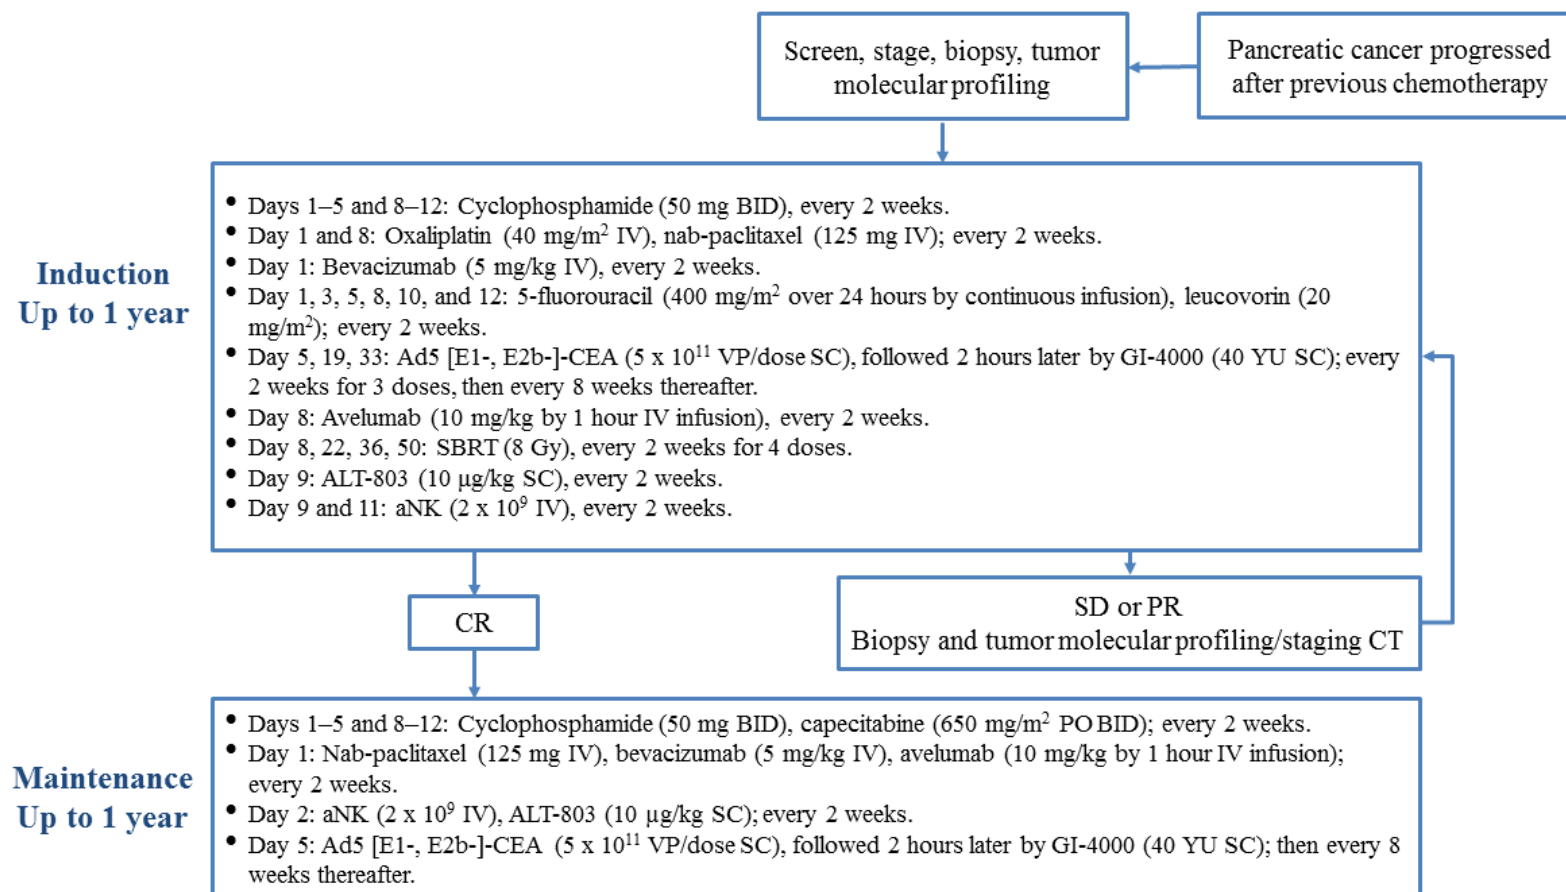 Screen, stage, biopsy, tumor
molecular profiling
Pancreatic cancer progressed
after previous chemotherapy
Induction
Up to 1 year
• Days 1–5 and 8–12: Cyclophosphamide (50 mg BID), every 2 weeks.
• Day 1 and 8: Oxaliplatin (40 mg/m² IV), nab-paclitaxel (125 mg IV); every 2 weeks.
• Day 1: Bevacizumab (5 mg/kg IV), every 2 weeks.
• Day 1, 3, 5, 8, 10, and 12: 5-fluorouracil (400 mg/m² over 24 hours by continuous infusion), leucovorin (20
mg/m²); every 2 weeks.
• Day 5, 19, 33: Ad5 [E1-, E2b-]-CEA (5 x 10¹¹ VP/dose SC), followed 2 hours later by GI-4000 (40 YU SC); every
2 weeks for 3 doses, then every 8 weeks thereafter.
• Day 8: Avelumab (10 mg/kg by 1 hour IV infusion), every 2 weeks.
• Day 8, 22, 36, 50: SBRT (8 Gy), every 2 weeks for 4 doses.
• Day 9: ALT-803 (10 µg/kg SC), every 2 weeks.
• Day 9 and 11: aNK (2 x 10⁹ IV), every 2 weeks.
CR
SD or PR
Biopsy and tumor molecular profiling/staging CT
Maintenance
Up to 1 year
• Days 1–5 and 8–12: Cyclophosphamide (50 mg BID), capecitabine (650 mg/m² PO BID); every 2 weeks.
• Day 1: Nab-paclitaxel (125 mg IV), bevacizumab (5 mg/kg IV), avelumab (10 mg/kg by 1 hour IV infusion);
every 2 weeks.
• Day 2: aNK (2 x 10⁹ IV), ALT-803 (10 µg/kg SC); every 2 weeks.
• Day 5: Ad5 [E1-, E2b-]-CEA (5 x 10¹¹ VP/dose SC), followed 2 hours later by GI-4000 (40 YU SC); then every 8
weeks thereafter.